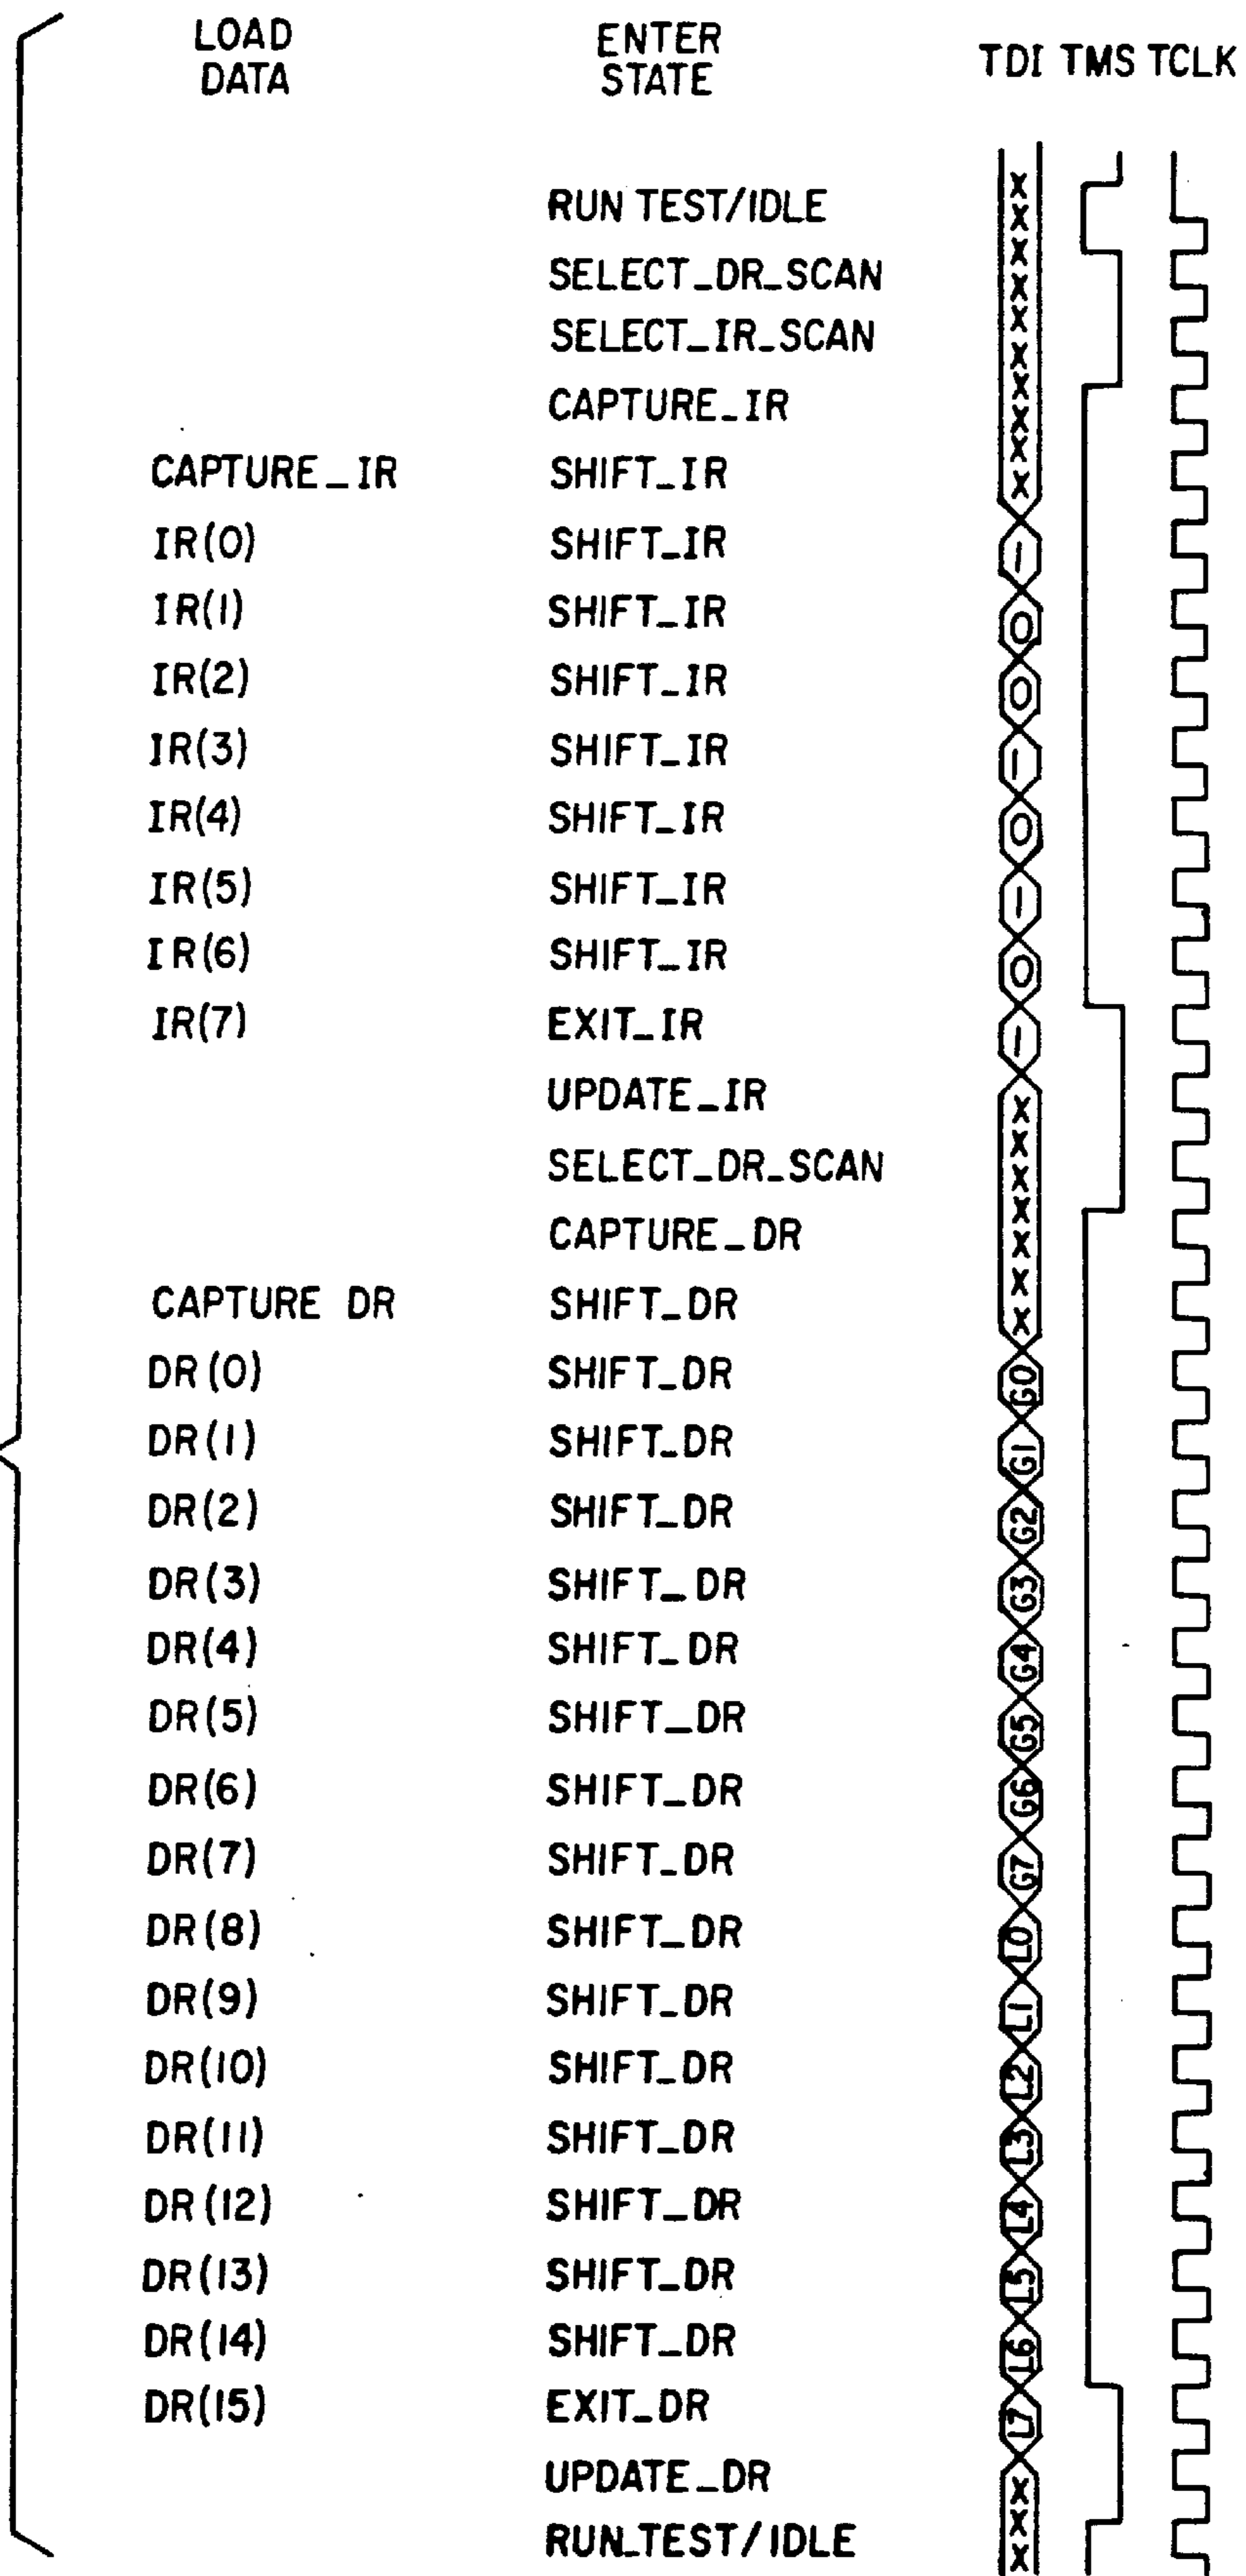 LOAD DATA ENTER STATE TDI TMS TCLK
RUN TEST/IDLE X X
SELECT_DR_SCAN X X
SELECT_IR_SCAN X X
CAPTURE_IR X X
CAPTURE_IR SHIFT_IR X X
IR(0) SHIFT_IR 1
IR(1) SHIFT_IR 0
IR(2) SHIFT_IR 0
IR(3) SHIFT_IR 1
IR(4) SHIFT_IR 0
IR(5) SHIFT_IR 1
IR(6) SHIFT_IR 0
IR(7) EXIT_IR 1
UPDATE_IR X X
SELECT_DR_SCAN X X
CAPTURE_DR X
CAPTURE DR SHIFT_DR X X
DR(0) SHIFT_DR G0
DR(1) SHIFT_DR G1
DR(2) SHIFT_DR G2
DR(3) SHIFT_DR G3
DR(4) SHIFT_DR G4
DR(5) SHIFT_DR G5
DR(6) SHIFT_DR G6
DR(7) SHIFT_DR G7
DR(8) SHIFT_DR L0
DR(9) SHIFT_DR L1
DR(10) SHIFT_DR L2
DR(11) SHIFT_DR L3
DR(12) SHIFT_DR L4
DR(13) SHIFT_DR L5
DR(14) SHIFT_DR L6
DR(15) EXIT_DR L7
UPDATE_DR X
RUN_TEST/IDLE X X